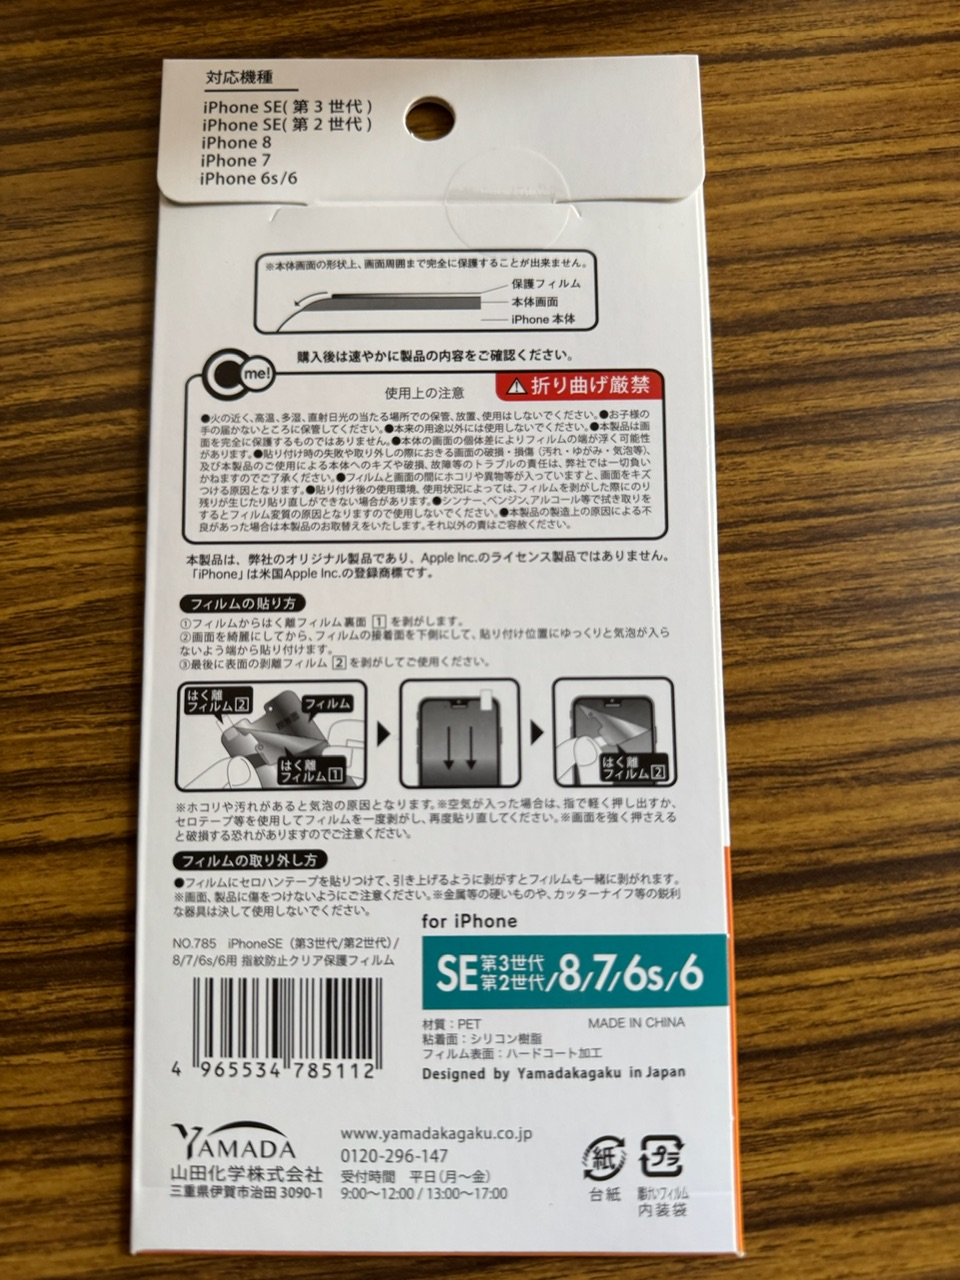 対応機種
iPhone SE( 第 3 世代 )
iPhone SE( 第 2 世代 )
iPhone 8
iPhone 7
iPhone 6s/6
※本体画面の形状上、画面周囲まで完全に保護することが出来ません。
保護フィルム
本体画面
iPhone 本体
購入後は速やかに製品の内容をご確認ください。
me!
使用上の注意
⚠折り曲げ厳禁
●火の近く、高温、多湿、直射日光の当たる場所での保管、放置、使用はしないでください。●お子様の
手の届かないところに保管してください。●本来の用途以外には使用しないでください。●本製品は画
面を完全に保護するものではありません。●本体の画面の個体差によりフィルムの端が浮く可能性
があります。●貼り付け時の失敗や取り外しの際におきる画面の破損・損傷（汚れ・ゆがみ・気泡等）、
及び本製品のご使用による本体へのキズや破損、故障等のトラブルの責任は、弊社では一切負い
かねますのでご了承ください。●フィルムと画面の間にホコリや異物等が入っていますと、画面をキズ
つける原因となります。●貼り付け後の使用環境、使用状況によっては、フィルムを剥がした際にのり
残りが生じたり貼り直しができない場合があります。●シンナー、ベンジン、アルコール等で拭き取りを
するとフィルム変質の原因となりますので使用しないでください。●本製品の製造上の原因による不
良があった場合は本製品のお取替えをいたします。それ以外の責はご容赦ください。
本製品は、弊社のオリジナル製品であり、Apple Inc.のライセンス製品ではありません。
「iPhone」は米国Apple Inc.の登録商標です。
フィルムの貼り方
①フィルムからはく離フィルム裏面 1 を剥がします。
②画面を綺麗にしてから、フィルムの接着面を下側にして、貼り付け位置にゆっくりと気泡が入ら
ないよう端から貼り付けます。
③最後に表面の剥離フィルム 2 を剥がしてご使用ください。
はく離
フィルム2
フィルム
接着面
はく離
フィルム1
はく離
フィルム2
※ホコリや汚れがあると気泡の原因となります。※空気が入った場合は、指で軽く押し出すか、
セロテープ等を使用してフィルムを一度剥がし、再度貼り直してください。※画面を強く押さえる
と破損する恐れがありますのでご注意ください。
フィルムの取り外し方
●フィルムにセロハンテープを貼りつけて、引き上げるように剥がすとフィルムも一緒に剥がれます。
※画面、製品に傷をつけないようにご注意ください。※金属等の硬いものや、カッターナイフ等の鋭利
な器具は決して使用しないでください。
for iPhone
NO.785 iPhoneSE（第3世代/第2世代）/
8/7/6s/6用 指紋防止クリア保護フィルム
SE 第3世代 第2世代 /8/7/6s/6
材質：PET MADE IN CHINA
粘着面：シリコン樹脂
フィルム表面：ハードコート加工
Designed by Yamadakagaku in Japan
4 965534 785112
YAMADA
山田化学株式会社
三重県伊賀市治田 3090-1
www.yamadakagaku.co.jp
0120-296-147
受付時間 平日（月～金）
9:00～12:00 / 13:00～17:00
紙
台紙
プラ
内装袋